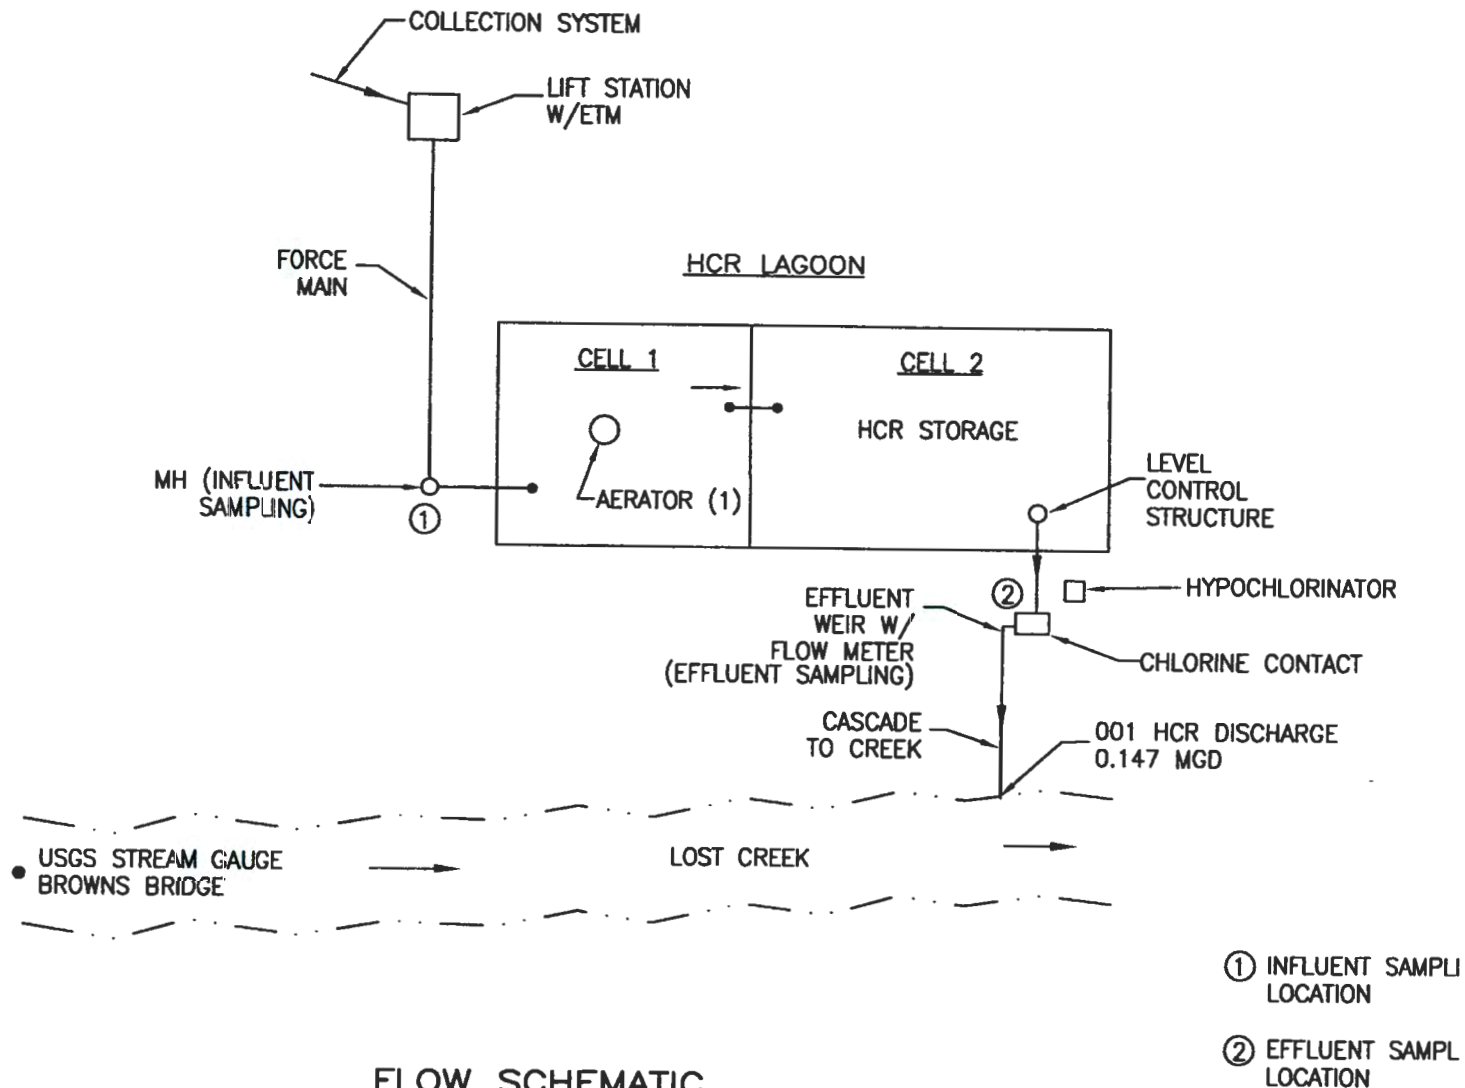 COLLECTION SYSTEM
LIFT STATION
W/ETM
FORCE
MAIN
HCR LAGOON
CELL 1
CELL 2
HCR STORAGE
MH (INFLUENT
SAMPLING)
1
AERATOR (1)
LEVEL
CONTROL
STRUCTURE
2
HYPOCHLORINATOR
EFFLUENT
WEIR W/
FLOW METER
(EFFLUENT SAMPLING)
CHLORINE CONTACT
CASCADE
TO CREEK
001 HCR DISCHARGE
0.147 MGD
USGS STREAM GAUGE
BROWNS BRIDGE
LOST CREEK
1 INFLUENT SAMPLI
LOCATION
2 EFFLUENT SAMPL
LOCATION
FLOW SCHEMATIC